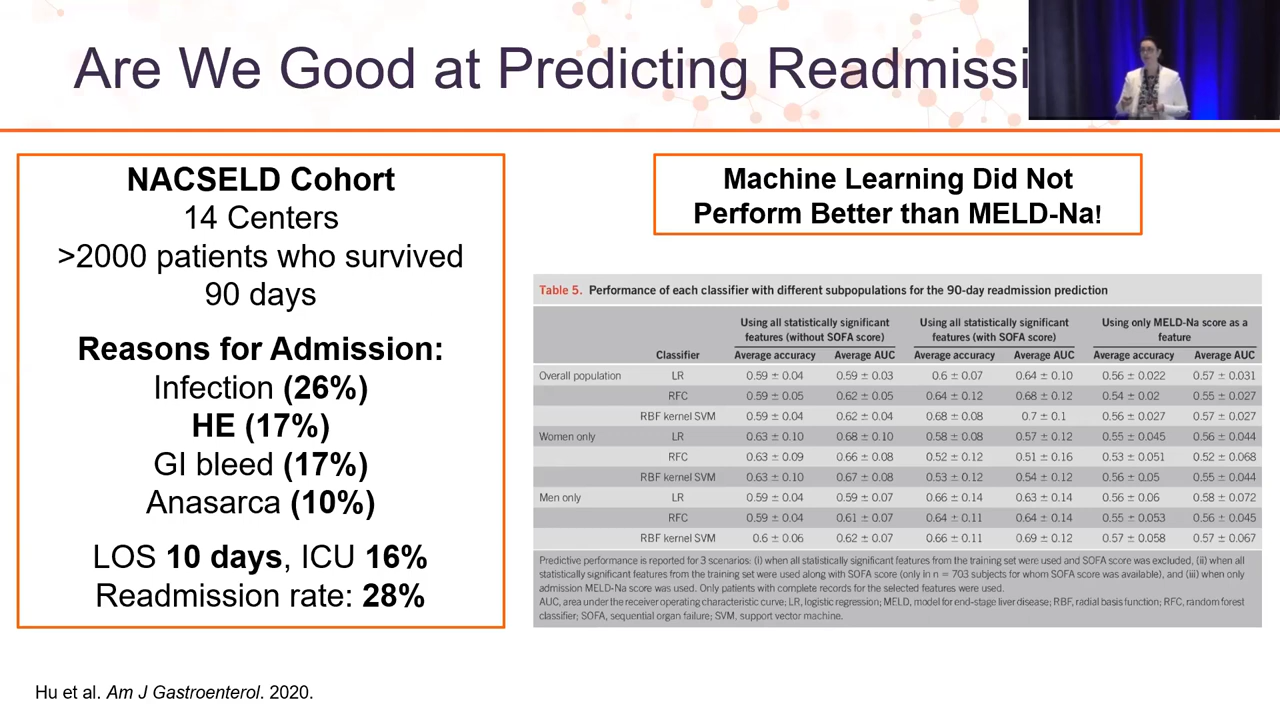 Are We Good at Predicting Readmissi
NACSELD Cohort
14 Centers
>2000 patients who survived
90 days
Reasons for Admission:
Infection (26%)
HE (17%)
GI bleed (17%)
Anasarca (10%)
LOS 10 days, ICU 16%
Readmission rate: 28%
Machine Learning Did Not
Perform Better than MELD-Na!
Table 5. Performance of each classifier with different subpopulations for the 90-day readmission prediction
Using all statistically significant features (without SOFA score) Using all statistically significant features (with SOFA score) Using only MELD-Na score as a feature
Classifier Average accuracy Average AUC Average accuracy Average AUC Average accuracy Average AUC
Overall population LR 0.59 ± 0.04 0.59 ± 0.03 0.6 ± 0.07 0.64 ± 0.10 0.56 ± 0.022 0.57 ± 0.031
RFC 0.59 ± 0.05 0.62 ± 0.05 0.64 ± 0.12 0.68 ± 0.12 0.54 ± 0.02 0.55 ± 0.027
RBF kernel SVM 0.59 ± 0.04 0.62 ± 0.04 0.68 ± 0.08 0.7 ± 0.1 0.56 ± 0.027 0.57 ± 0.027
Women only LR 0.63 ± 0.10 0.68 ± 0.10 0.58 ± 0.08 0.57 ± 0.12 0.55 ± 0.045 0.56 ± 0.044
RFC 0.63 ± 0.09 0.66 ± 0.08 0.52 ± 0.12 0.51 ± 0.16 0.53 ± 0.051 0.52 ± 0.068
RBF kernel SVM 0.63 ± 0.10 0.67 ± 0.08 0.53 ± 0.12 0.54 ± 0.12 0.56 ± 0.05 0.55 ± 0.044
Men only LR 0.59 ± 0.04 0.59 ± 0.07 0.66 ± 0.14 0.63 ± 0.14 0.56 ± 0.06 0.58 ± 0.072
RFC 0.59 ± 0.04 0.61 ± 0.07 0.64 ± 0.11 0.64 ± 0.14 0.55 ± 0.053 0.56 ± 0.045
RBF kernel SVM 0.6 ± 0.06 0.62 ± 0.07 0.66 ± 0.11 0.69 ± 0.12 0.57 ± 0.058 0.57 ± 0.067
Predictive performance is reported for 3 scenarios: (i) when all statistically significant features from the training set were used and SOFA score was excluded, (ii) when all
statistically significant features from the training set were used along with SOFA score (only in n = 703 subjects for whom SOFA score was available), and (iii) when only
admission MELD-Na score was used. Only patients with complete records for the selected features were used.
AUC, area under the receiver operating characteristic curve; LR, logistic regression; MELD, model for end-stage liver disease; RBF, radial basis function; RFC, random forest
classifier; SOFA, sequential organ failure; SVM, support vector machine.
Hu et al. Am J Gastroenterol. 2020.